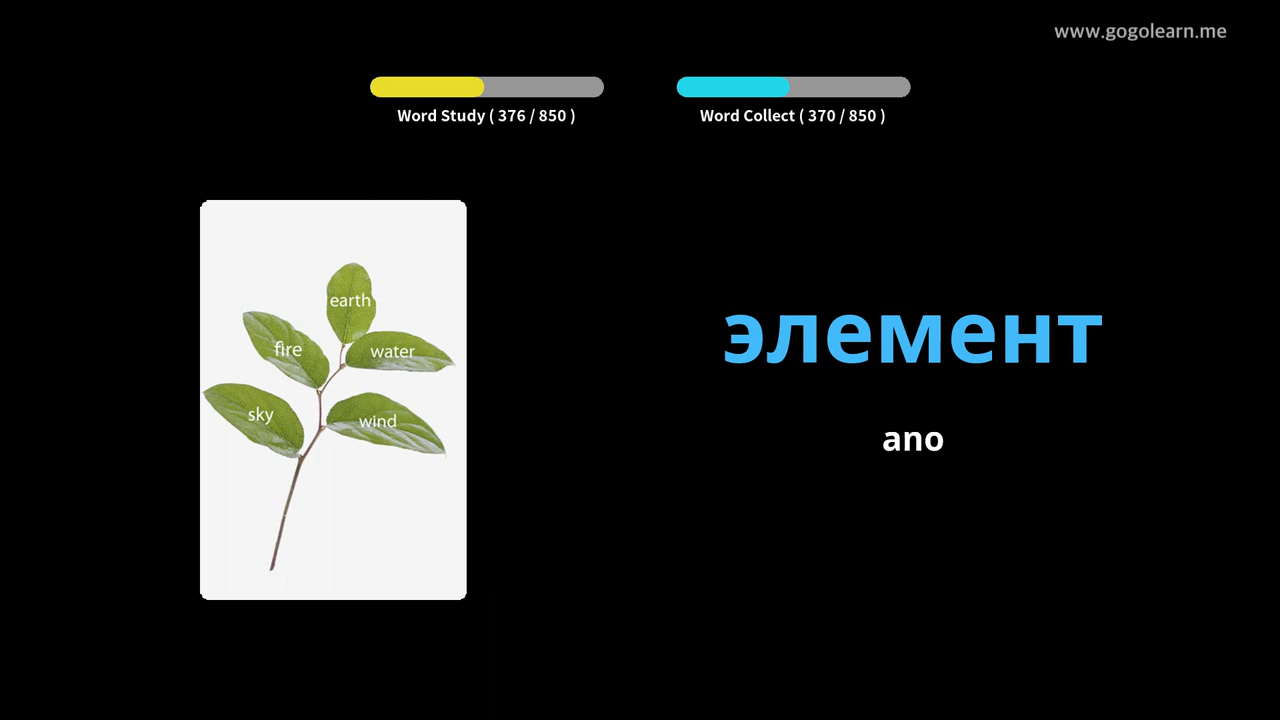 www.gogolearn.me
Word Study ( 376 / 850 )
Word Collect ( 370 / 850 )
earth
fire
water
sky
wind
элемент
ano